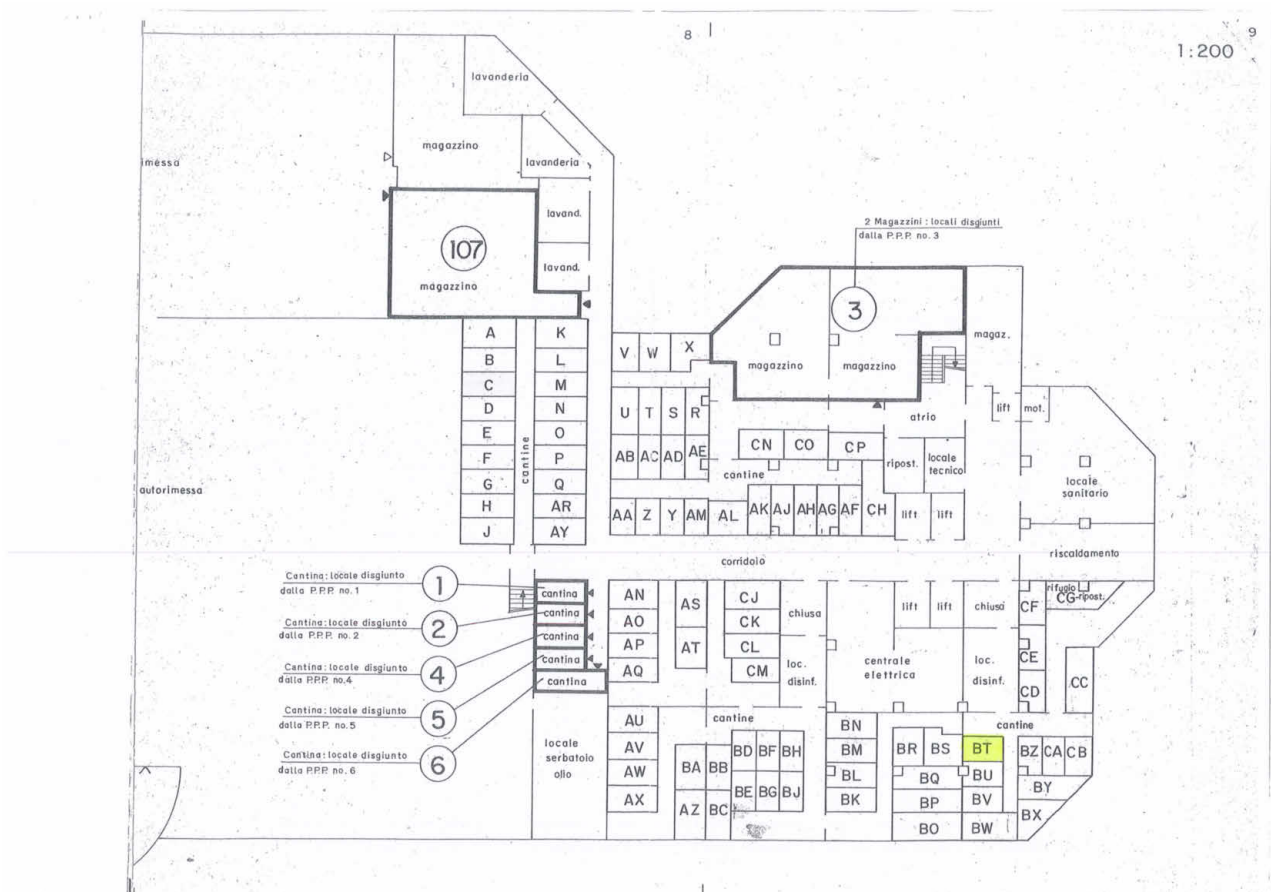 8
9
1:200
lavanderia
magazzino
lavanderia
imessa
lavand.
107
magazzino
lavand.
2 Magazzini: locali disgiunti
dalla P.P.P. no. 3
3
magazzino
magazzino
magaz.
A
B
C
D
E
F
G
H
J
cantine
K
L
M
N
O
P
Q
AR
AY
V W X
U T S R
AB AC AD AE
cantine
AA Z Y AM AL
CN CO CP
AK AJ AH AG AF CH
atrio
lift
mot.
ripost.
locale
tecnico
lift
lift
locale
sanitario
riscaldamento
autorimessa
corridoio
Cantina: locale disgiunto
dalla P.P.P. no. 1
1
cantina
Cantina: locale disgiunto
dalla P.P.P. no. 2
2
cantina
Cantina: locale disgiunto
dalla P.P.P. no. 4
4
cantina
Cantina: locale disgiunto
dalla P.P.P. no. 5
5
cantina
Cantina: locale disgiunto
dalla P.P.P. no. 6
6
cantina
AN
AO
AP
AQ
AS
AT
CJ
CK
CL
CM
chiusa
loc.
disinf.
lift
lift
centrale
elettrica
chiusa
loc.
disinf.
rifugio
CG
ripost.
CF
CE
CD
CC
locale
serbatoio
olio
AU
AV
AW
AX
cantine
BA BB
AZ BC
BD BF BH
BE BG BJ
BN
BM
BL
BK
BR BS
BQ
BP
BO
cantine
BT
BU
BV
BW
BZ CA CB
BY
BX